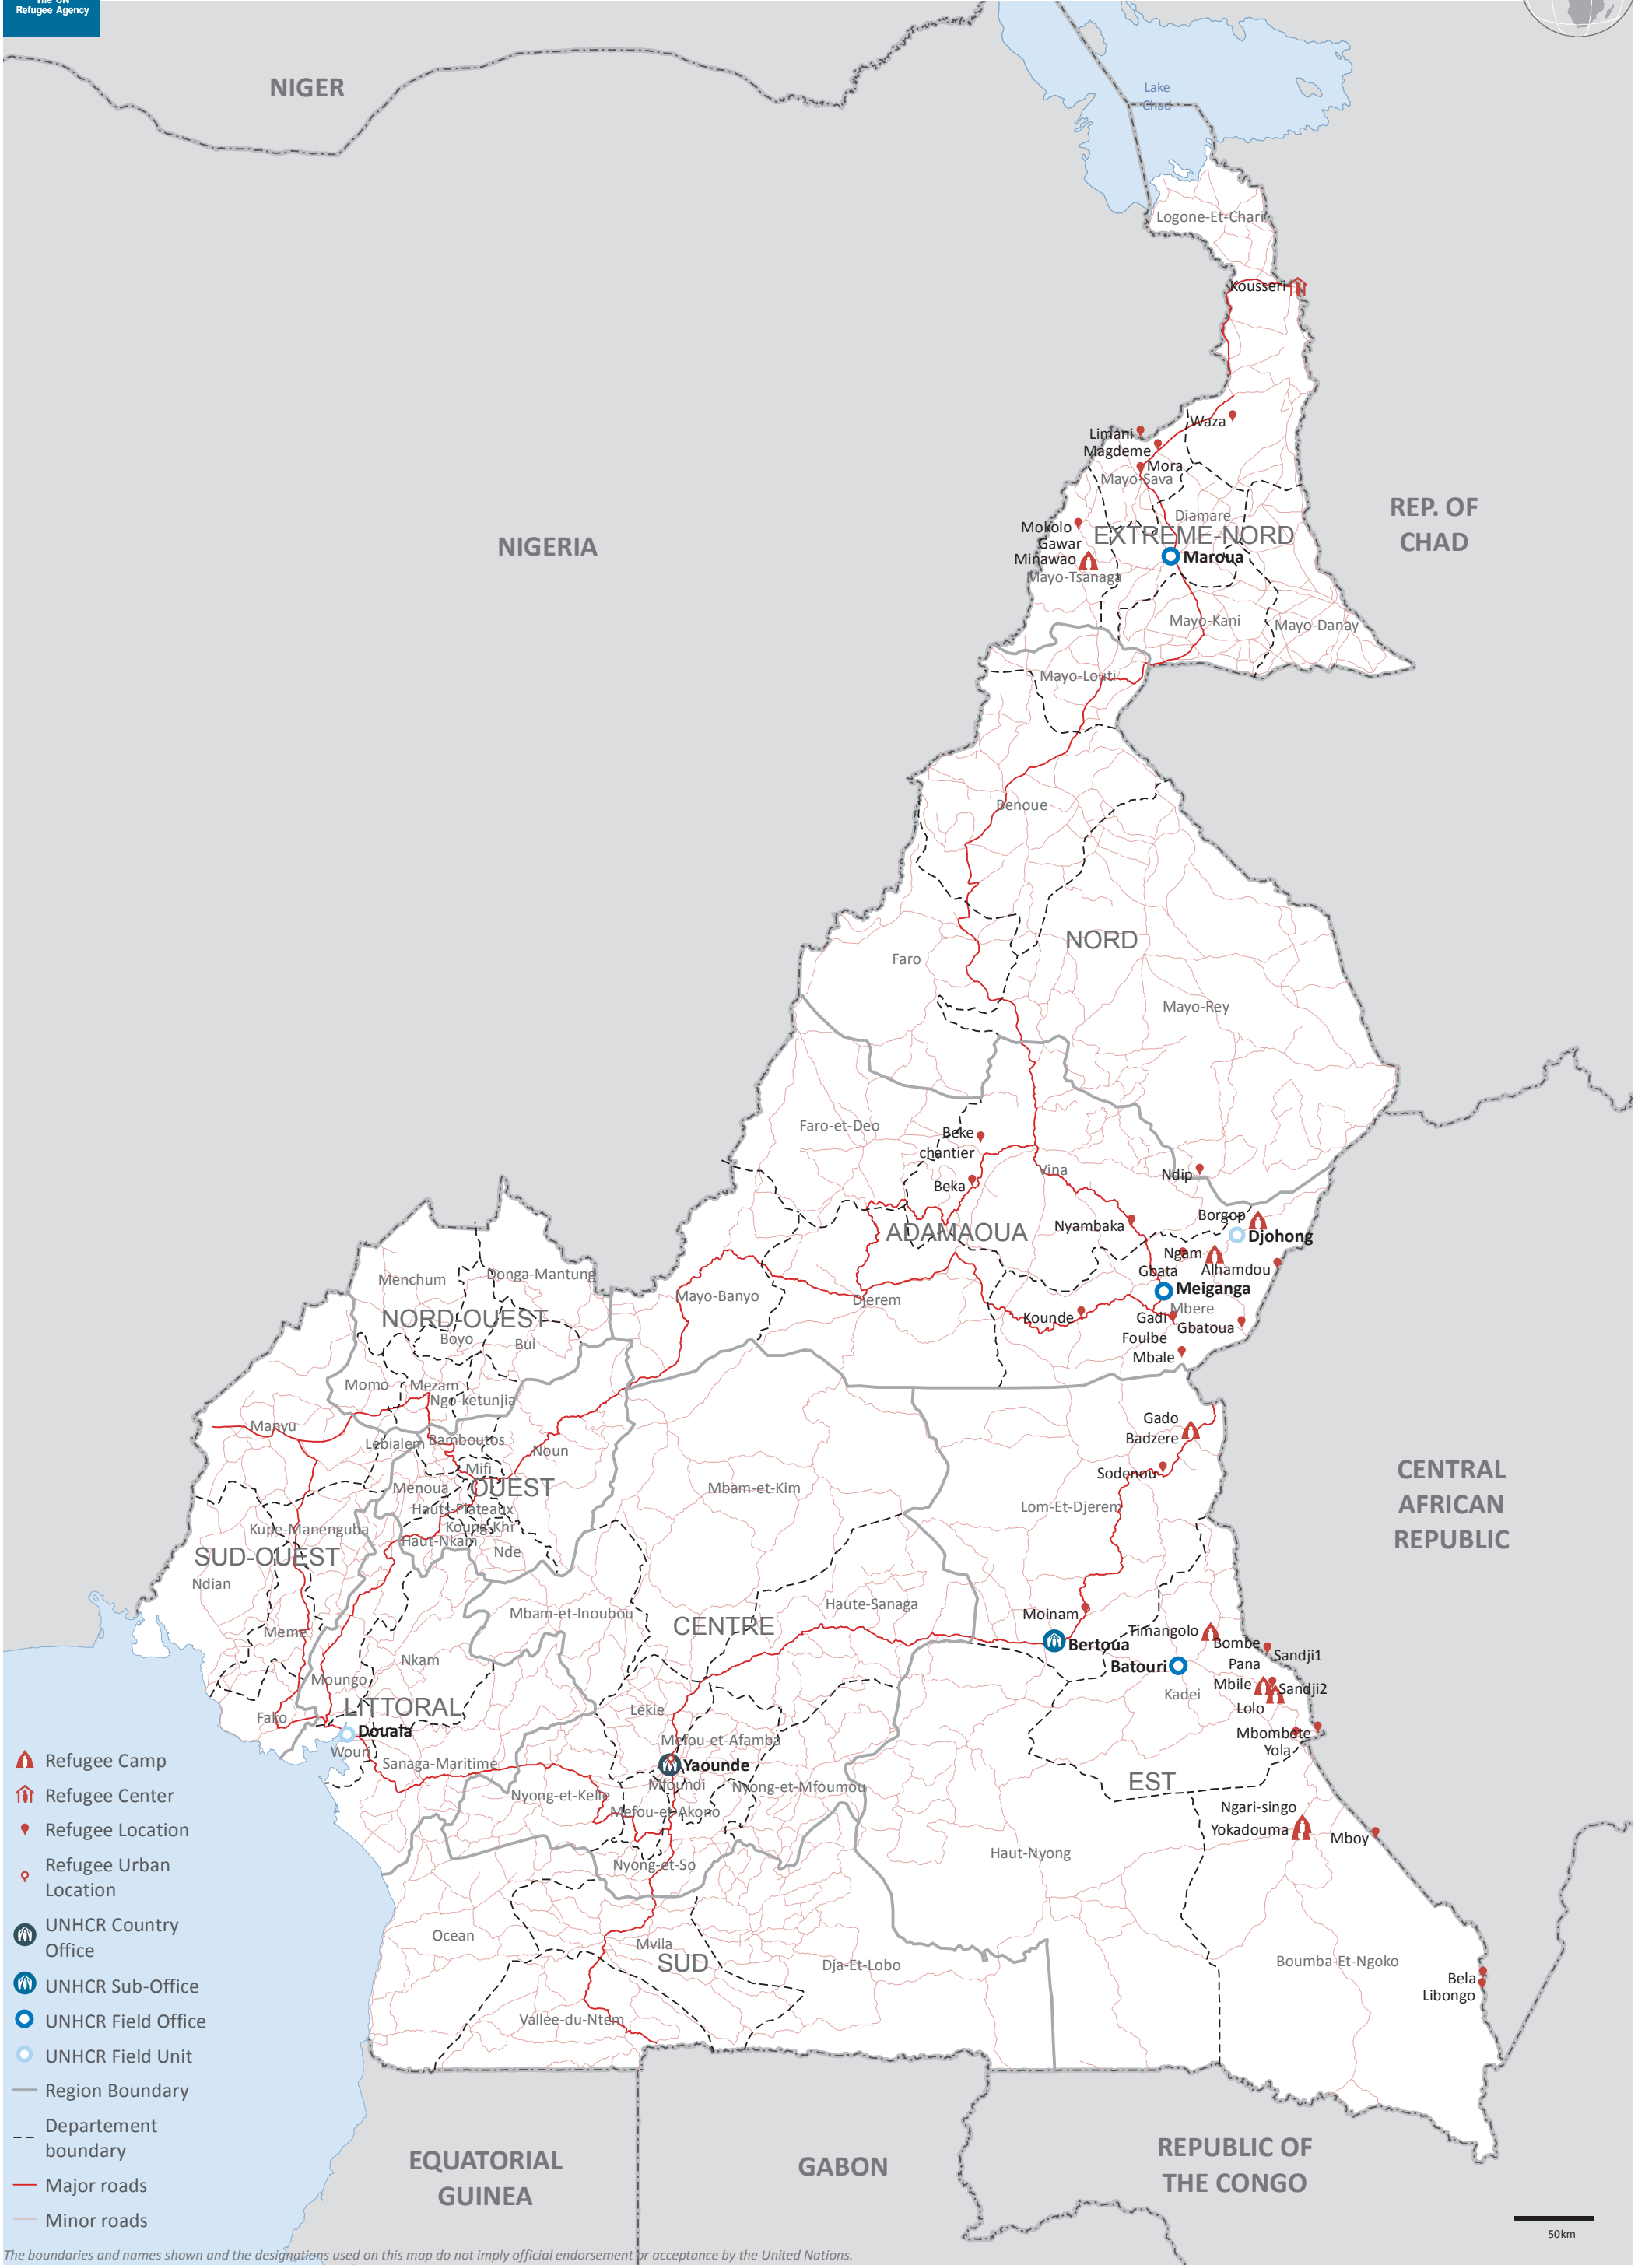 The UN
Refugee Agency
NIGER
Lake
Chad
Logone-Et-Chari
Kousseri
Waza
Limani
Magdeme
Mora
Mayo-Sava
REP. OF
CHAD
Diamare
Mokolo
EXTREME-NORD
Gawar
NIGERIA
Minawao
Maroua
Mayo-Tsanaga
Mayo-Kani
Mayo-Danay
Mayo-Louti
Benoue
NORD
Faro
Mayo-Rey
Faro-et-Deo
Beke
chantier
Vina
Ndip
Beka
Borgop
Nyambaka
ADAMAOUA
Djohong
Ngam
Alhamdou
Gbata
Menchum
Donga-Mantung
Meiganga
Mayo-Banyo
Djerem
Mbere
NORD-OUEST
Kounde
Gadi
Gbatoua
Foulbe
Boyo
Bui
Mbale
Momo
Mezam
Ngo-ketunjia
Gado
Badzere
Manyu
Lebialem
Bamboutos
Noun
Mifi
Sodenou
CENTRAL
AFRICAN
REPUBLIC
Menoua
OUEST
Mbam-et-Kim
Hauts-Plateaux
Lom-Et-Djerem
Koung-Khi
Kupe-Manenguba
Haut-Nkam
Nde
SUD-OUEST
Ndian
Haute-Sanaga
Mbam-et-Inoubou
Moinam
CENTRE
Timangolo
Meme
Bertoua
Bombe
Sandji1
Nkam
Batouri
Pana
Moungo
Mbile
Sandji2
Kadei
LITTORAL
Lekie
Lolo
Fako
Douala
Mbombete
Mefou-et-Afamba
Yola
Wouri
Sanaga-Maritime
Yaounde
Refugee Camp
EST
Mfoundi
Nyong-et-Mfoumou
Refugee Center
Nyong-et-Kelle
Mefou-et-Akono
Ngari-singo
Yokadouma
Refugee Location
Mboy
Haut-Nyong
Refugee Urban
Location
Nyong-et-So
UNHCR Country
Office
Ocean
Mvila
SUD
Dja-Et-Lobo
Boumba-Et-Ngoko
Bela
UNHCR Sub-Office
Libongo
UNHCR Field Office
Vallee-du-Ntem
UNHCR Field Unit
Region Boundary
Departement
boundary
EQUATORIAL
GUINEA
GABON
REPUBLIC OF
THE CONGO
Major roads
Minor roads
50km
The boundaries and names shown and the designations used on this map do not imply official endorsement or acceptance by the United Nations.